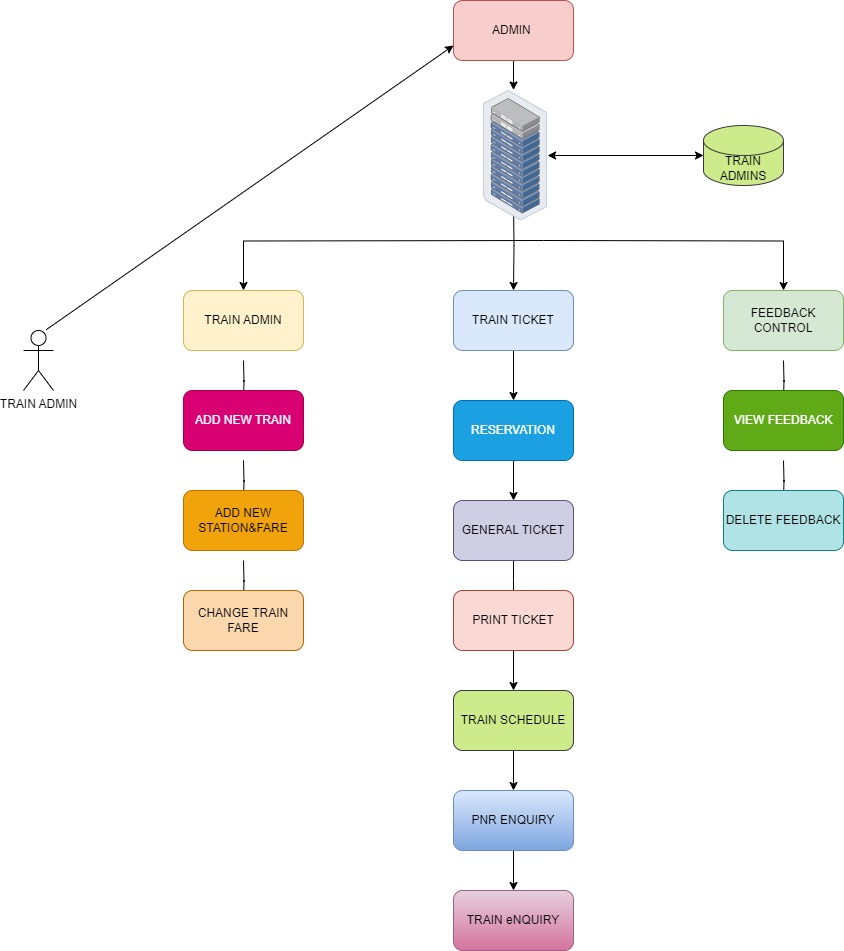 ADMIN
TRAIN
ADMINS
TRAIN ADMIN
TRAIN TICKET
FEEDBACK
CONTROL
TRAIN ADMIN
ADD NEW TRAIN
RESERVATION
VIEW FEEDBACK
ADD NEW
STATION&FARE
GENERAL TICKET
DELETE FEEDBACK
CHANGE TRAIN
FARE
PRINT TICKET
TRAIN SCHEDULE
PNR ENQUIRY
TRAIN eNQUIRY